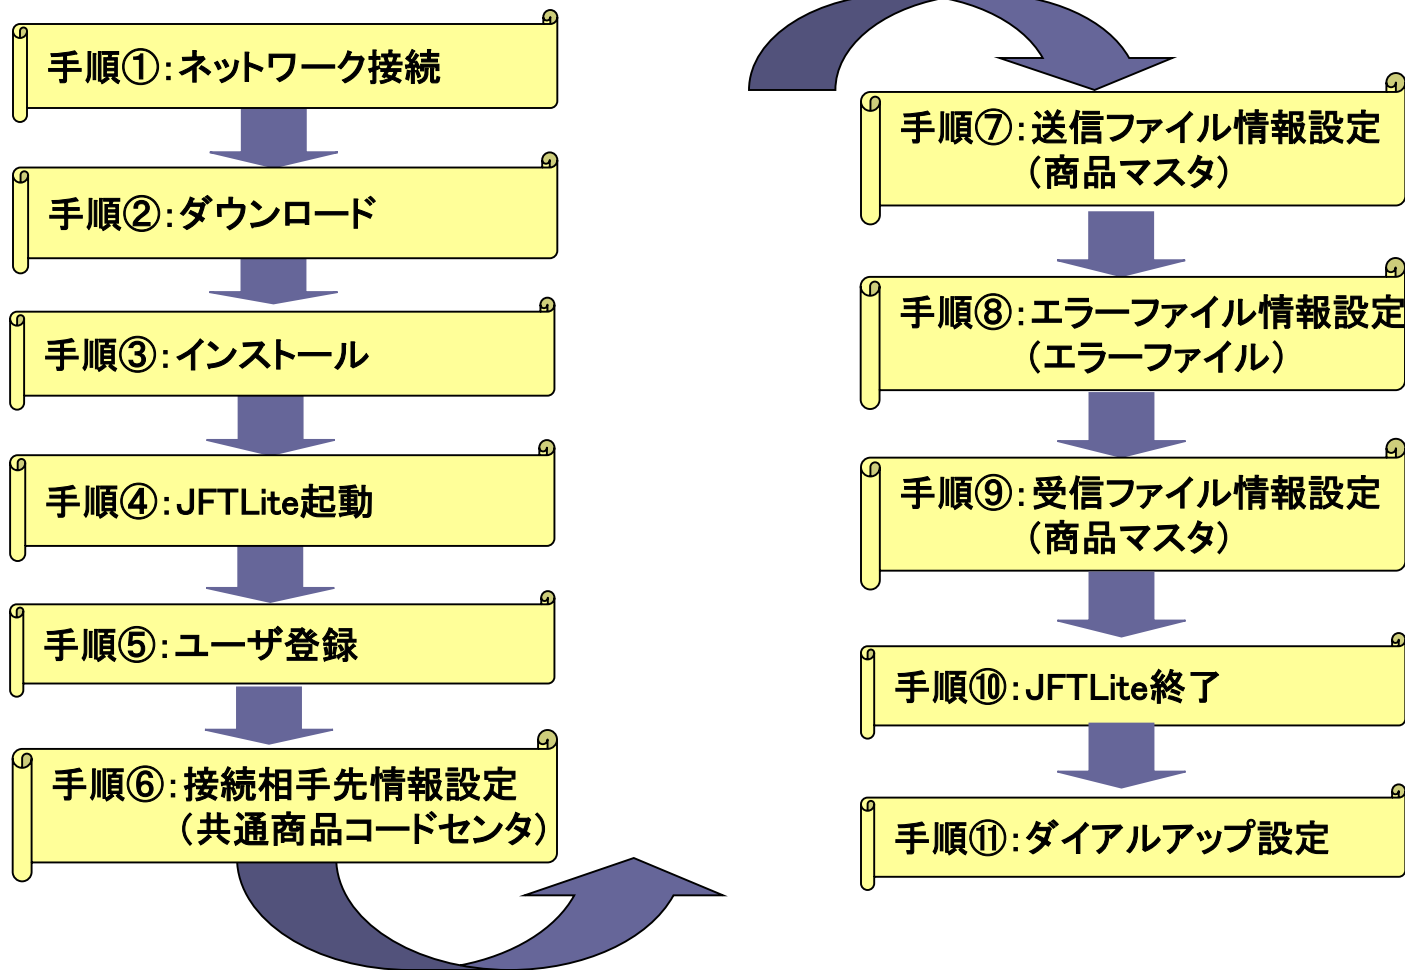 手順①：ネットワーク接続
手順②：ダウンロード
手順③：インストール
手順④：JFTLite起動
手順⑤：ユーザ登録
手順⑥：接続相手先情報設定
（共通商品コードセンタ）
手順⑦：送信ファイル情報設定
（商品マスタ）
手順⑧：エラーファイル情報設定
（エラーファイル）
手順⑨：受信ファイル情報設定
（商品マスタ）
手順⑩：JFTLite終了
手順⑪：ダイアルアップ設定